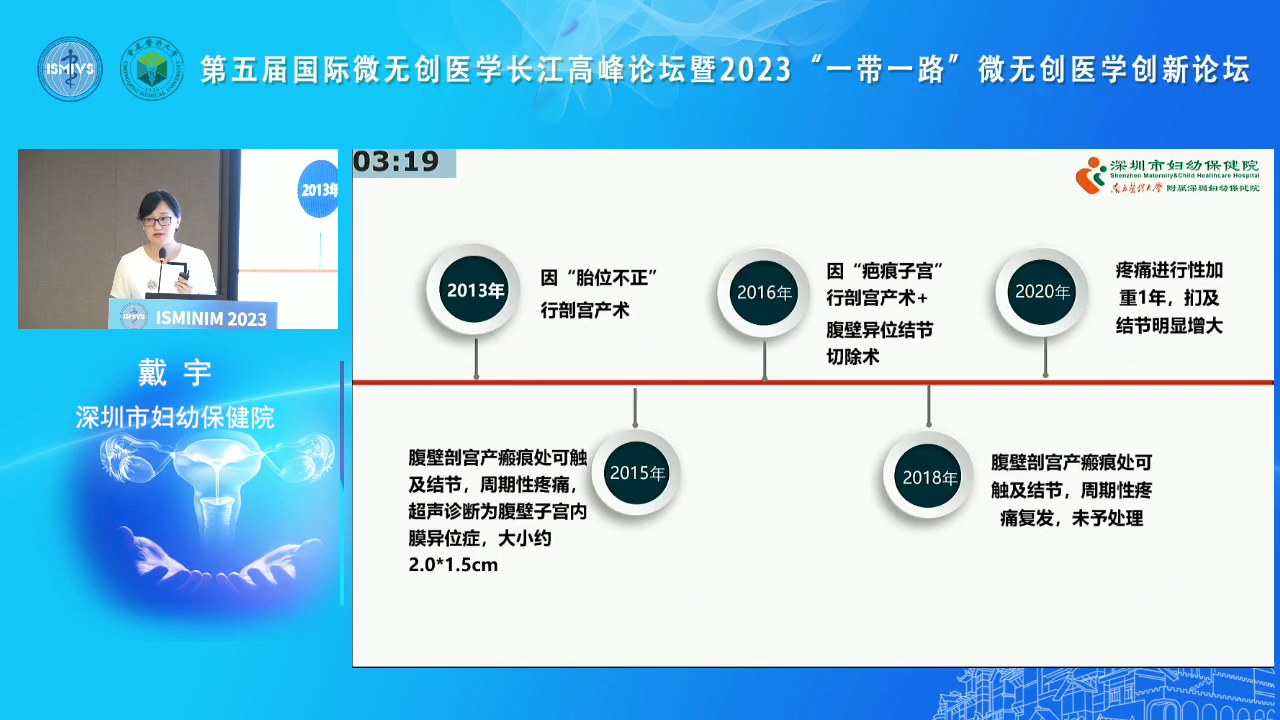 第五届国际微无创医学长江高峰论坛暨2023“一带一路”微无创医学创新论坛
ISMIVS
2013年
ISMINIM 2023
戴 宇
深圳市妇幼保健院
03:19
深圳市妇幼保健院
Shenzhen Maternity&Child Healthcare Hospital
南方医科大学 附属深圳妇幼保健院
2013年
因“胎位不正”
行剖宫产术
2016年
因“疤痕子宫”
行剖宫产术+
腹壁异位结节
切除术
2020年
疼痛进行性加
重1年，扪及
结节明显增大
腹壁剖宫产瘢痕处可触
及结节，周期性疼痛，
超声诊断为腹壁子宫内
膜异位症，大小约
2.0*1.5cm
2015年
2018年
腹壁剖宫产瘢痕处可
触及结节，周期性疼
痛复发，未予处理